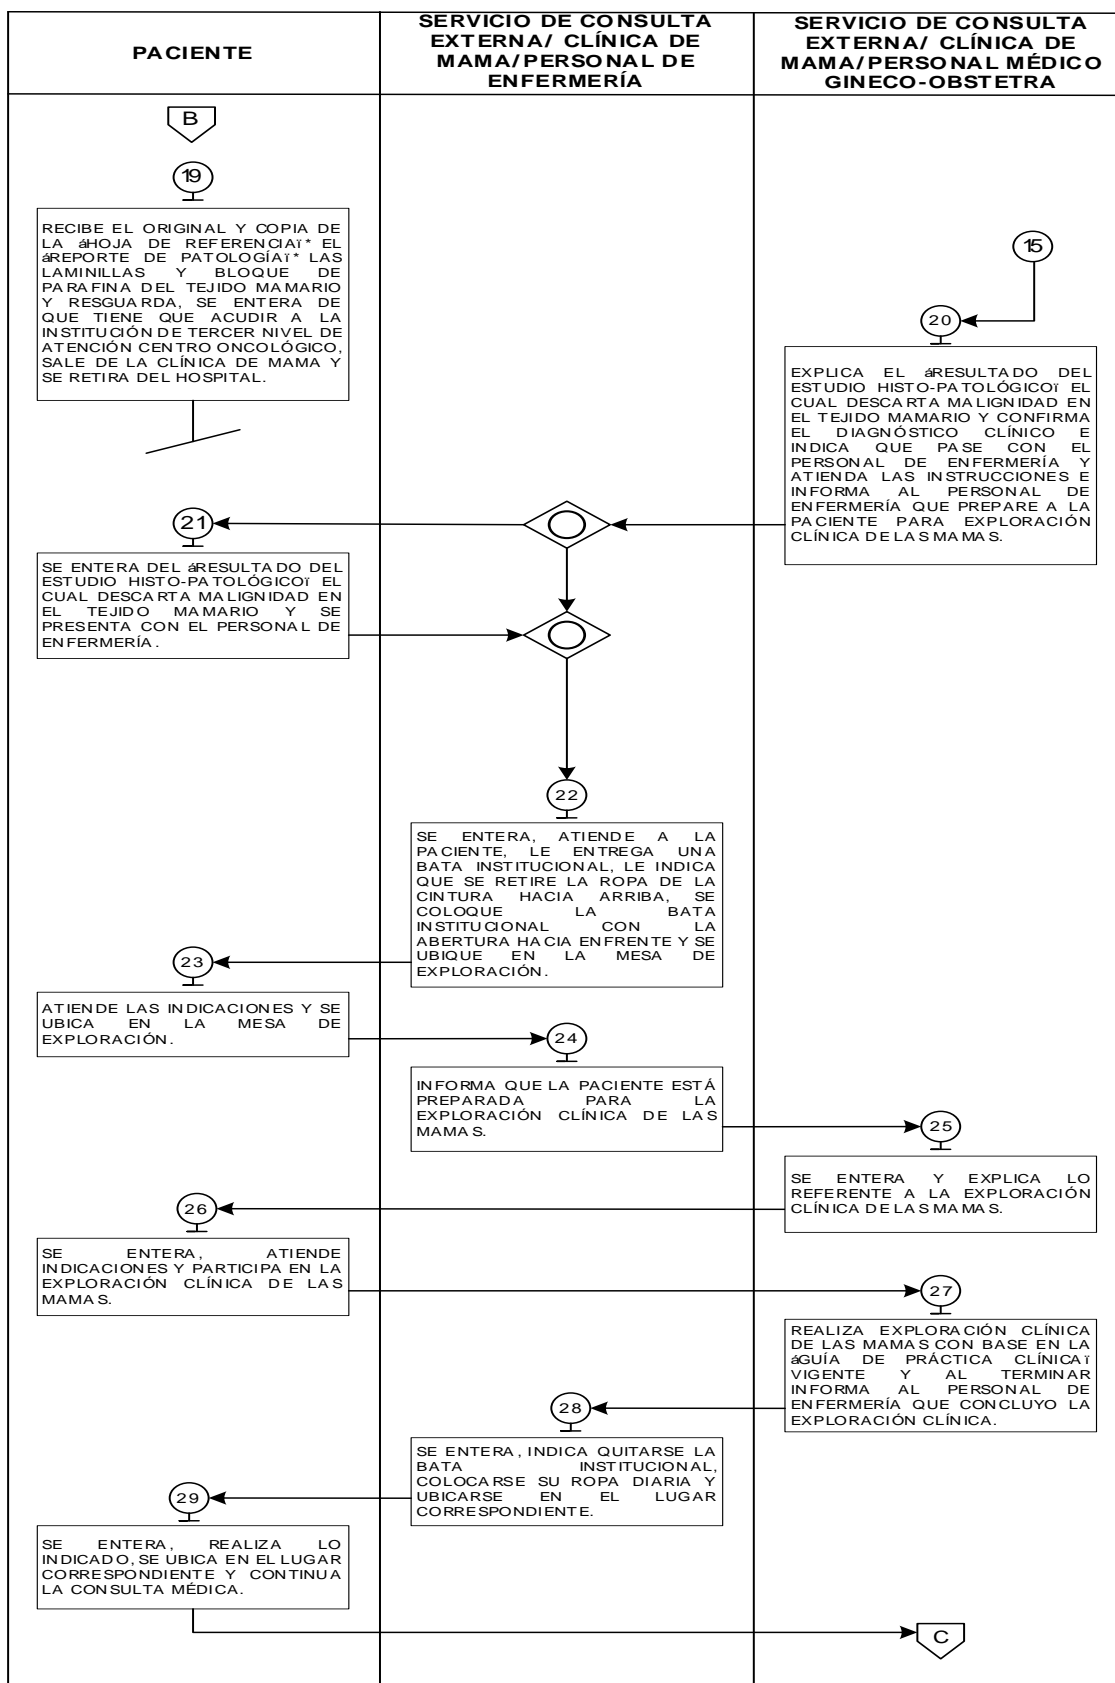 PACIENTE
SERVICIO DE CONSULTA
EXTERNA/ CLÍNICA DE
MAMA/PERSONAL DE
ENFERMERÍA
SERVICIO DE CONSULTA
EXTERNA/ CLÍNICA DE
MAMA/PERSONAL MÉDICO
GINECO-OBSTETRA
B
19
RECIBE EL ORIGINAL Y COPIA DE
LA áHOJA DE REFERENCIAï* EL
áREPORTE DE PATOLOGÍAï* LAS
LAMINILLAS Y BLOQUE DE
PARAFINA DEL TEJIDO MAMARIO
Y RESGUARDA, SE ENTERA DE
QUE TIENE QUE ACUDIR A LA
INSTITUCIÓN DE TERCER NIVEL DE
ATENCIÓN CENTRO ONCOLÓGICO,
SALE DE LA CLÍNICA DE MAMA Y
SE RETIRA DEL HOSPITAL.
15
20
EXPLICA EL áRESULTADO DEL
ESTUDIO HISTO-PATOLÓGICOï EL
CUAL DESCARTA MALIGNIDAD EN
EL TEJIDO MAMARIO Y CONFIRMA
EL DIAGNÓSTICO CLÍNICO E
INDICA QUE PASE CON EL
PERSONAL DE ENFERMERÍA Y
ATIENDA LAS INSTRUCCIONES E
INFORMA AL PERSONAL DE
ENFERMERÍA QUE PREPARE A LA
PACIENTE PARA EXPLORACIÓN
CLÍNICA DE LAS MAMAS.
21
SE ENTERA DEL áRESULTADO DEL
ESTUDIO HISTO-PATOLÓGICOï EL
CUAL DESCARTA MALIGNIDAD EN
EL TEJIDO MAMARIO Y SE
PRESENTA CON EL PERSONAL DE
ENFERMERÍA.
22
SE ENTERA, ATIENDE A LA
PACIENTE, LE ENTREGA UNA
BATA INSTITUCIONAL, LE INDICA
QUE SE RETIRE LA ROPA DE LA
CINTURA HACIA ARRIBA, SE
COLOQUE LA BATA
INSTITUCIONAL CON LA
ABERTURA HACIA ENFRENTE Y SE
UBIQUE EN LA MESA DE
EXPLORACIÓN.
23
ATIENDE LAS INDICACIONES Y SE
UBICA EN LA MESA DE
EXPLORACIÓN.
24
INFORMA QUE LA PACIENTE ESTÁ
PREPARADA PARA LA
EXPLORACIÓN CLÍNICA DE LAS
MAMAS.
25
SE ENTERA Y EXPLICA LO
REFERENTE A LA EXPLORACIÓN
CLÍNICA DE LAS MAMAS.
26
SE ENTERA, ATIENDE
INDICACIONES Y PARTICIPA EN LA
EXPLORACIÓN CLÍNICA DE LAS
MAMAS.
27
REALIZA EXPLORACIÓN CLÍNICA
DE LAS MAMAS CON BASE EN LA
áGUÍA DE PRÁCTICA CLÍNICAï
VIGENTE Y AL TERMINAR
INFORMA AL PERSONAL DE
ENFERMERÍA QUE CONCLUYO LA
EXPLORACIÓN CLÍNICA.
28
SE ENTERA, INDICA QUITARSE LA
BATA INSTITUCIONAL,
COLOCARSE SU ROPA DIARIA Y
UBICARSE EN EL LUGAR
CORRESPONDIENTE.
29
SE ENTERA, REALIZA LO
INDICADO, SE UBICA EN EL LUGAR
CORRESPONDIENTE Y CONTINUA
LA CONSULTA MÉDICA.
C